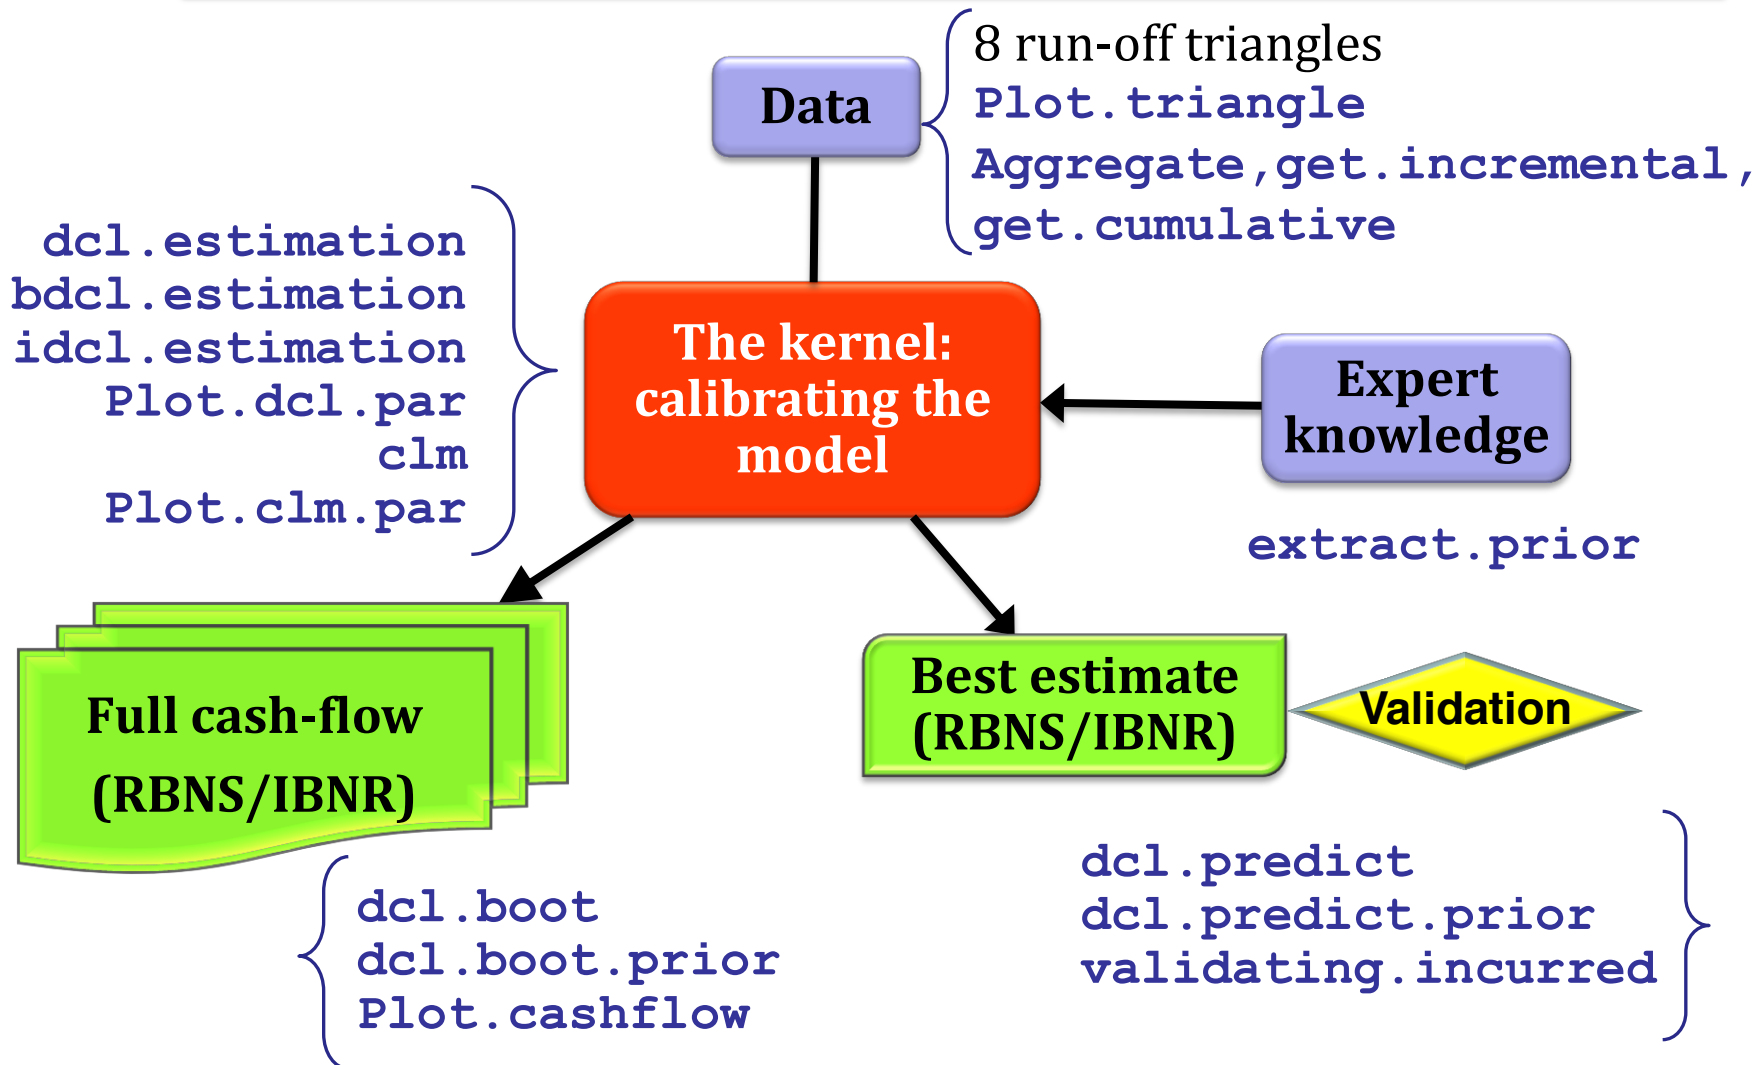 Data
8 run-off triangles
Plot.triangle
Aggregate,get.incremental,
get.cumulative
dcl.estimation
bdcl.estimation
idcl.estimation
Plot.dcl.par
clm
Plot.clm.par
The kernel:
calibrating the
model
Expert
knowledge
extract.prior
Full cash-flow
(RBNS/IBNR)
Best estimate
(RBNS/IBNR)
Validation
dcl.boot
dcl.boot.prior
Plot.cashflow
dcl.predict
dcl.predict.prior
validating.incurred